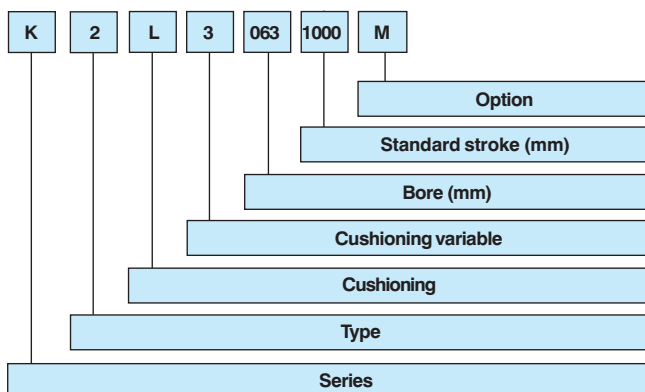 K 2 L 3 063 1000 M
Option
Standard stroke (mm)
Bore (mm)
Cushioning variable
Cushioning
Type
Series